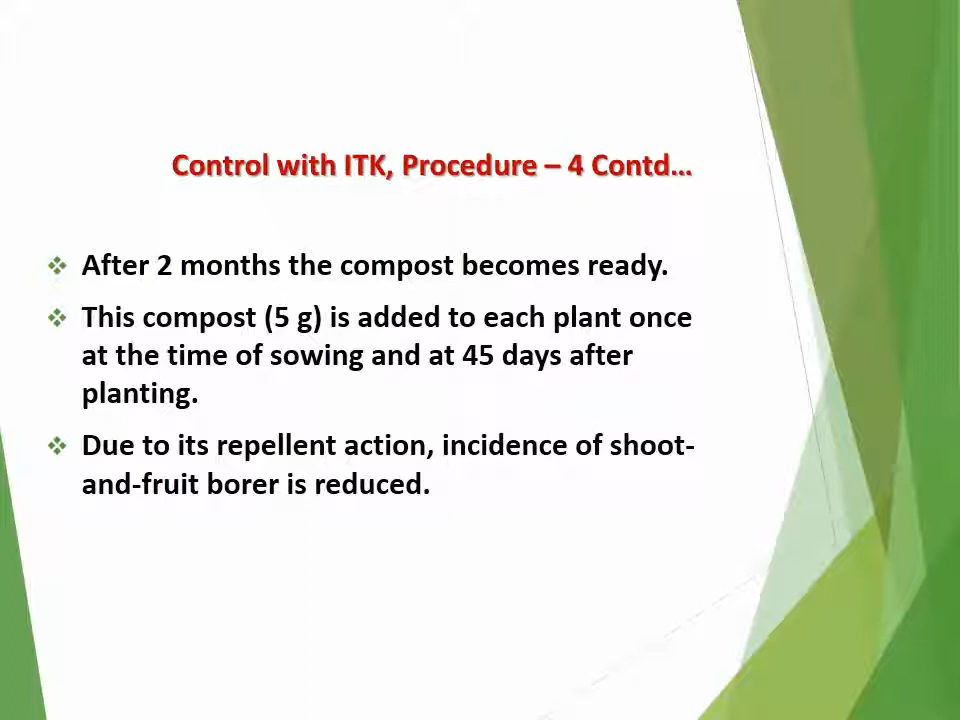 Control with ITK, Procedure – 4 Contd...
After 2 months the compost becomes ready.
This compost (5 g) is added to each plant once
at the time of sowing and at 45 days after
planting.
Due to its repellent action, incidence of shoot-
and-fruit borer is reduced.